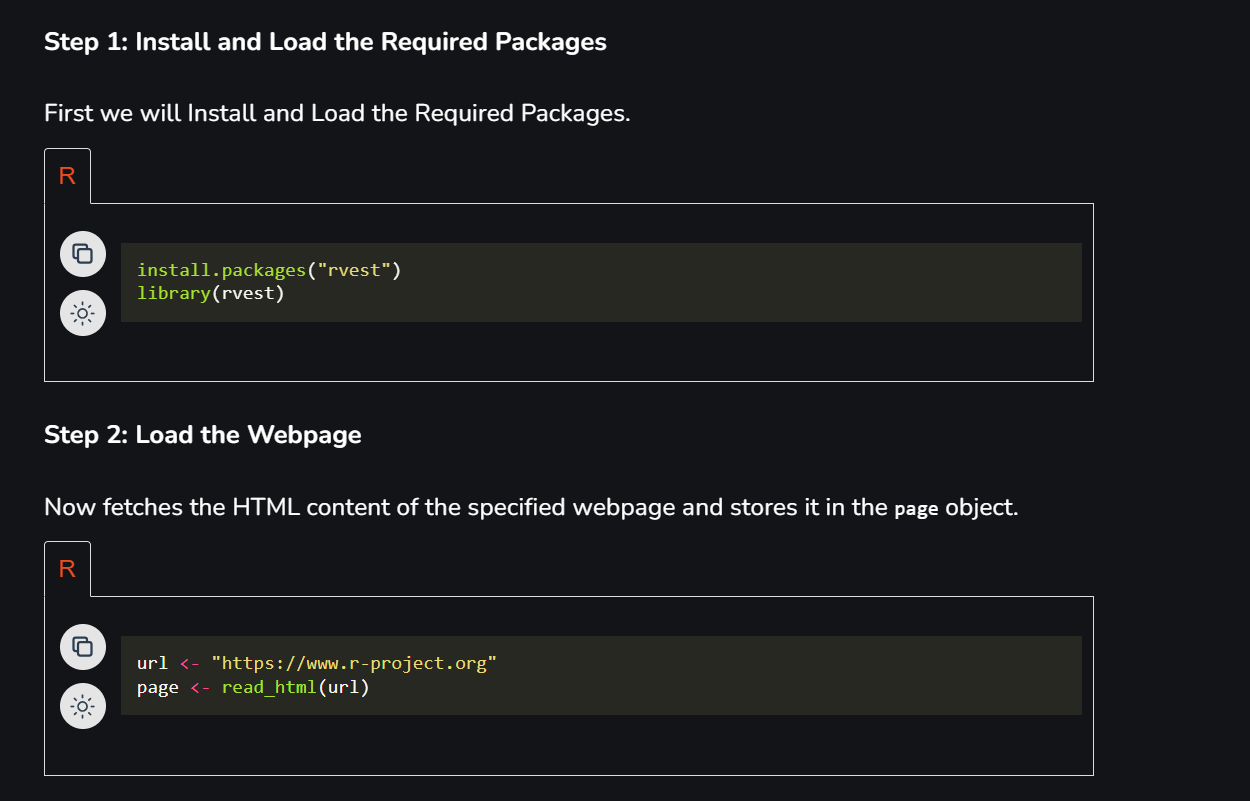 Step 1: Install and Load the Required Packages
First we will Install and Load the Required Packages.
R
install.packages("rvest")
library(rvest)
Step 2: Load the Webpage
Now fetches the HTML content of the specified webpage and stores it in the page object.
R
url <- "https://www.r-project.org"
page <- read_html(url)